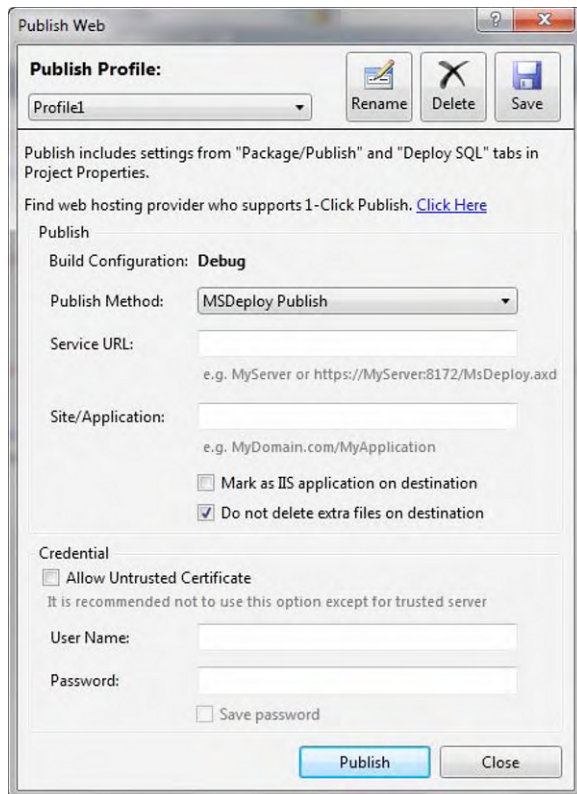 Publish Web
Publish Profile:
Profile1
Rename
Delete
Save
Publish includes settings from "Package/Publish" and "Deploy SQL" tabs in
Project Properties.
Find web hosting provider who supports 1-Click Publish. Click Here
Publish
Build Configuration: Debug
Publish Method: MSDeploy Publish
Service URL:
e.g. MyServer or https://MyServer:8172/MsDeploy.axd
Site/Application:
e.g. MyDomain.com/MyApplication
Mark as IIS application on destination
Do not delete extra files on destination
Credential
Allow Untrusted Certificate
It is recommended not to use this option except for trusted server
User Name:
Password:
Save password
Publish
Close